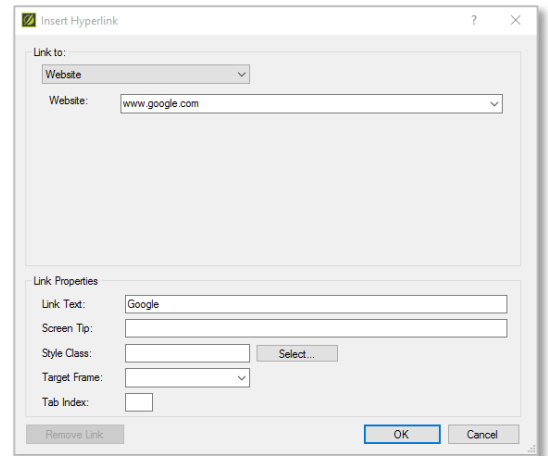 Insert Hyperlink
Link to:
Website
Website: www.google.com
Link Properties
Link Text: Google
Screen Tip:
Style Class: Select...
Target Frame:
Tab Index:
Remove Link OK Cancel